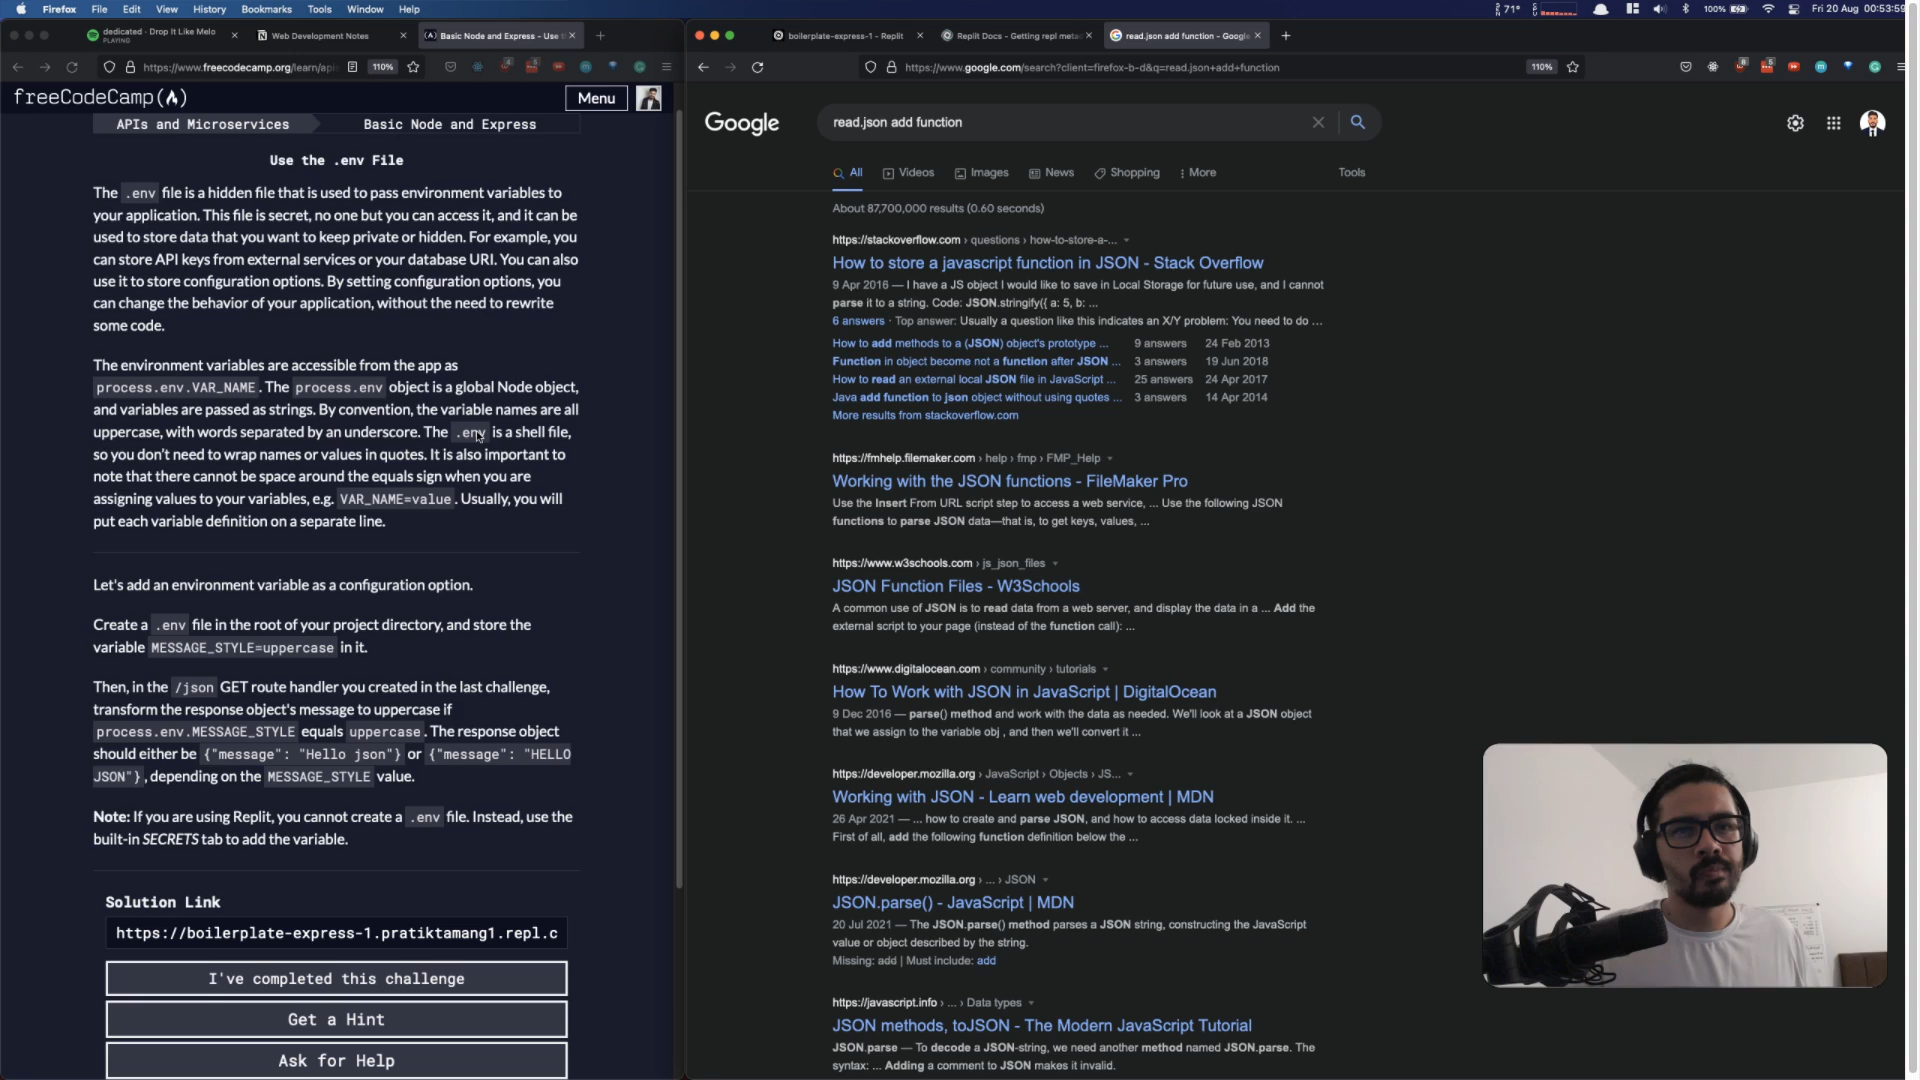 Firefox File Edit View History Bookmarks Tools Window Help
71° 100% Fri 20 Aug 00:53:59
dedicated · Drop It Like Melo
PLAYING
Web Development Notes
Basic Node and Express - Use t
https://www.freecodecamp.org/learn/apis
110%
freeCodeCamp
Menu
APIs and Microservices
Basic Node and Express
Use the .env File
The .env file is a hidden file that is used to pass environment variables to
your application. This file is secret, no one but you can access it, and it can be
used to store data that you want to keep private or hidden. For example, you
can store API keys from external services or your database URI. You can also
use it to store configuration options. By setting configuration options, you
can change the behavior of your application, without the need to rewrite
some code.
The environment variables are accessible from the app as
process.env.VAR_NAME. The process.env object is a global Node object,
and variables are passed as strings. By convention, the variable names are all
uppercase, with words separated by an underscore. The .env is a shell file,
so you don't need to wrap names or values in quotes. It is also important to
note that there cannot be space around the equals sign when you are
assigning values to your variables, e.g. VAR_NAME=value. Usually, you will
put each variable definition on a separate line.
Let's add an environment variable as a configuration option.
Create a .env file in the root of your project directory, and store the
variable MESSAGE_STYLE=uppercase in it.
Then, in the /json GET route handler you created in the last challenge,
transform the response object's message to uppercase if
process.env.MESSAGE_STYLE equals uppercase. The response object
should either be {"message": "Hello json"} or {"message": "HELLO
JSON"}, depending on the MESSAGE_STYLE value.
Note: If you are using Replit, you cannot create a .env file. Instead, use the
built-in SECRETS tab to add the variable.
Solution Link
https://boilerplate-express-1.pratiktamang1.repl.c
I've completed this challenge
Get a Hint
Ask for Help
boilerplate-express-1 - Replit
Replit Docs - Getting repl metad
read.json add function - Google
https://www.google.com/search?client=firefox-b-d&q=read.json+add+function
110%
Google
read.json add function
All Videos Images News Shopping More Tools
About 87,700,000 results (0.60 seconds)
https://stackoverflow.com › questions › how-to-store-a-...
How to store a javascript function in JSON - Stack Overflow
9 Apr 2016 — I have a JS object I would like to save in Local Storage for future use, and I cannot
parse it to a string. Code: JSON.stringify({ a: 5, b: ...
6 answers · Top answer: Usually a question like this indicates an X/Y problem: You need to do ...
How to add methods to a (JSON) object's prototype ... 9 answers 24 Feb 2013
Function in object become not a function after JSON ... 3 answers 19 Jun 2018
How to read an external local JSON file in JavaScript ... 25 answers 24 Apr 2017
Java add function to json object without using quotes ... 3 answers 14 Apr 2014
More results from stackoverflow.com
https://fmhelp.filemaker.com › help › fmp › FMP_Help
Working with the JSON functions - FileMaker Pro
Use the Insert From URL script step to access a web service, ... Use the following JSON
functions to parse JSON data—that is, to get keys, values, ...
https://www.w3schools.com › js_json_files
JSON Function Files - W3Schools
A common use of JSON is to read data from a web server, and display the data in a ... Add the
external script to your page (instead of the function call): ...
https://www.digitalocean.com › community › tutorials
How To Work with JSON in JavaScript | DigitalOcean
9 Dec 2016 — parse() method and work with the data as needed. We'll look at a JSON object
that we assign to the variable obj , and then we'll convert it ...
https://developer.mozilla.org › JavaScript › Objects › JS...
Working with JSON - Learn web development | MDN
26 Apr 2021 — ... how to create and parse JSON, and how to access data locked inside it. ...
First of all, add the following function definition below the ...
https://developer.mozilla.org › ... › JSON
JSON.parse() - JavaScript | MDN
20 Jul 2021 — The JSON.parse() method parses a JSON string, constructing the JavaScript
value or object described by the string.
Missing: add | Must include: add
https://javascript.info › ... › Data types
JSON methods, toJSON - The Modern JavaScript Tutorial
JSON.parse — To decode a JSON-string, we need another method named JSON.parse. The
syntax: ... Adding a comment to JSON makes it invalid.